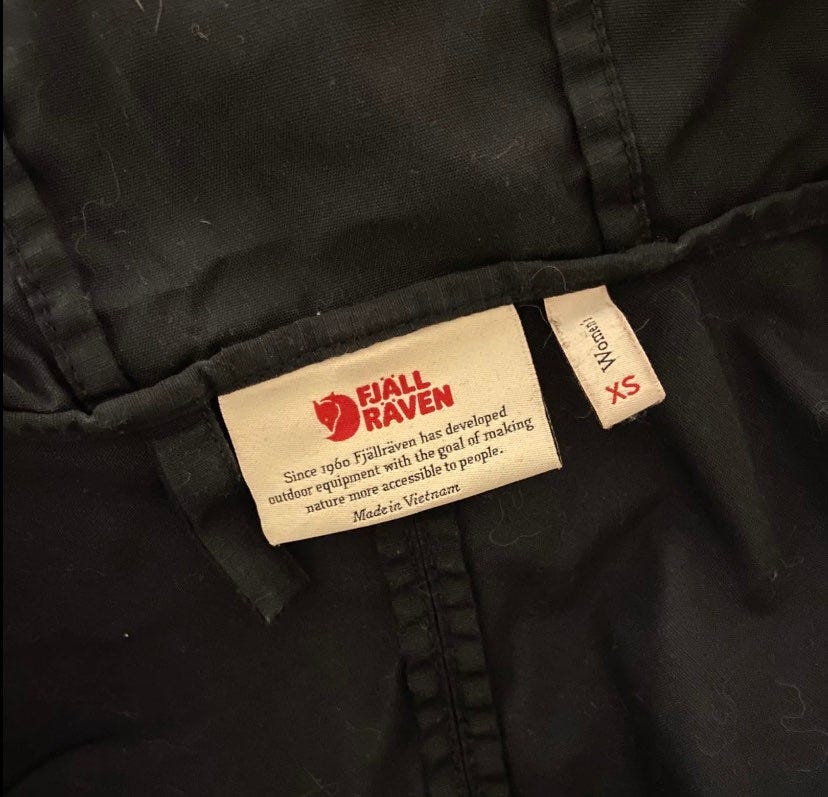 FJÄLL
RÄVEN
Since 1960 Fjällräven has developed
outdoor equipment with the goal of making
nature more accessible to people.
Made in Vietnam
XS